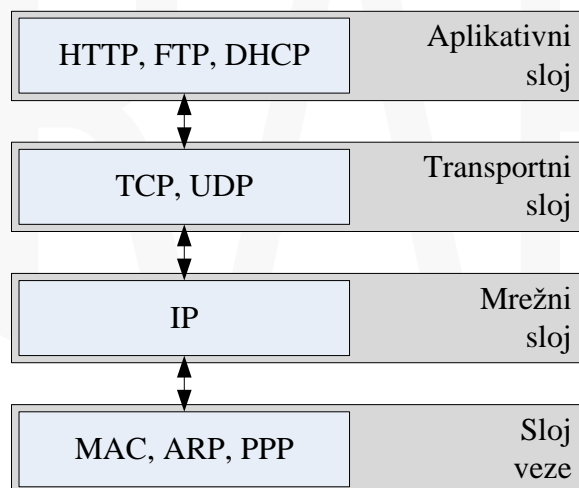 HTTP, FTP, DHCP
Aplikativni
sloj
TCP, UDP
Transportni
sloj
IP
Mrežni
sloj
MAC, ARP, PPP
Sloj
veze